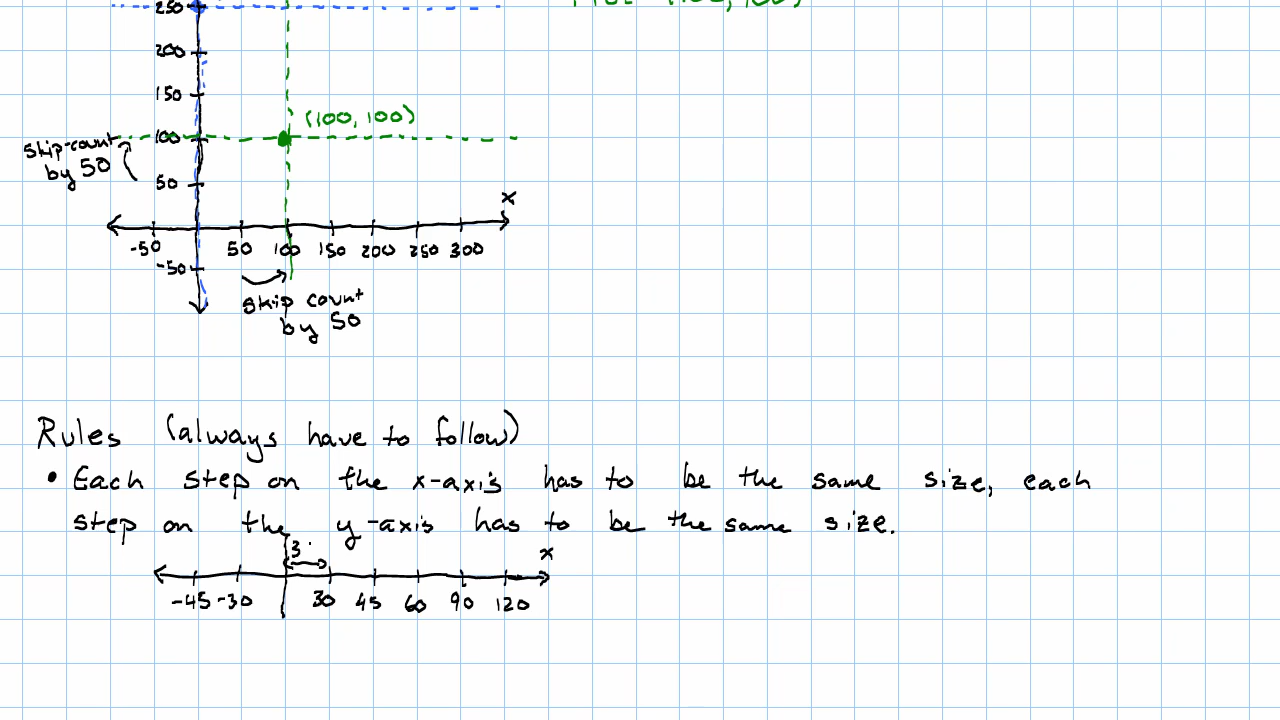 250
200
150
(100, 100)
100
skip-count
by 50
50
x
-50 50 100 150 200 250 300
-50
skip count
by 50
Rules (always have to follow)
• Each step on the x-axis has to be the same size, each
step on the y-axis has to be the same size.
3
x
-45 -30 30 45 60 90 120